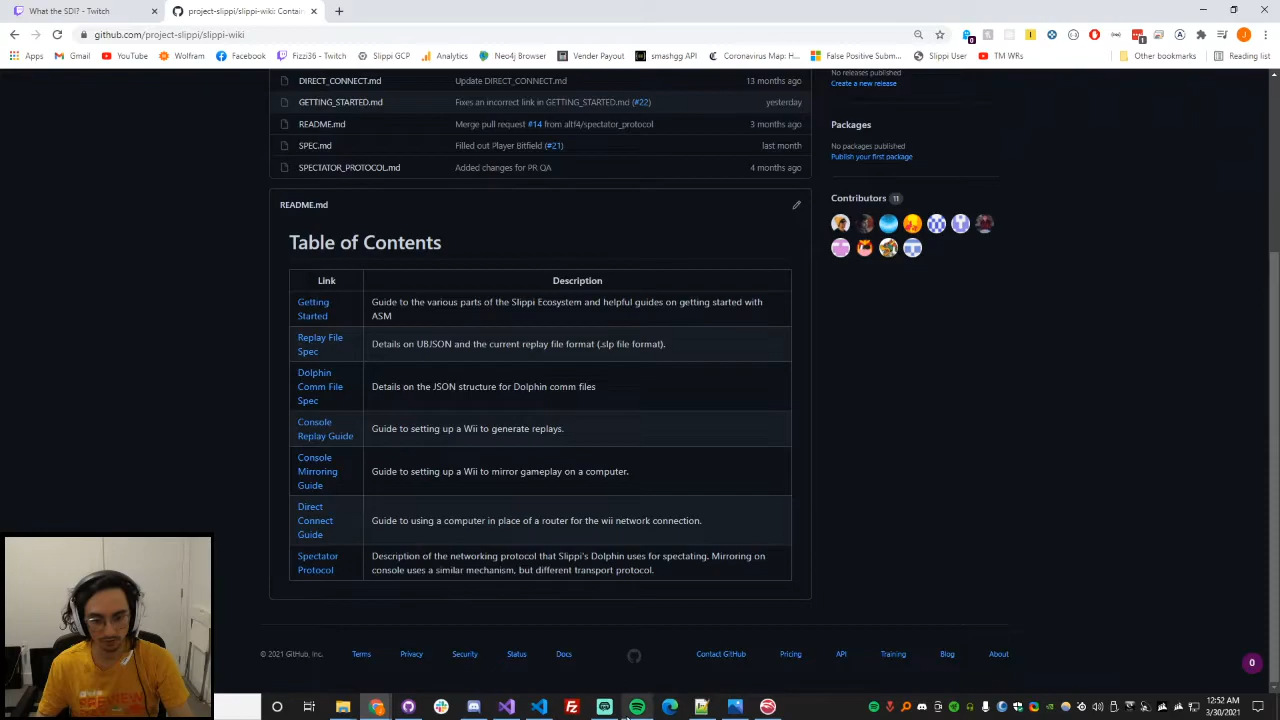 What the SDI? - Twitch
project-slippi/slippi-wiki: Contain
github.com/project-slippi/slippi-wiki
Apps
Gmail
YouTube
Wolfram
Facebook
Fizzi36 - Twitch
Slippi GCP
Analytics
Neo4j Browser
Vender Payout
smashgg API
Coronavirus Map: H...
False Positive Subm...
Slippi User
TM WRs
Other bookmarks
Reading list
DIRECT_CONNECT.md Update DIRECT_CONNECT.md 13 months ago
GETTING_STARTED.md Fixes an incorrect link in GETTING_STARTED.md (#22) yesterday
README.md Merge pull request #14 from altf4/spectator_protocol 3 months ago
SPEC.md Filled out Player Bitfield (#21) last month
SPECTATOR_PROTOCOL.md Added changes for PR QA 4 months ago
No releases published
Create a new release
Packages
No packages published
Publish your first package
Contributors 11
README.md
Table of Contents
Link Description
Getting Guide to the various parts of the Slippi Ecosystem and helpful guides on getting started with
Started ASM
Replay File Details on UBJSON and the current replay file format (.slp file format).
Spec
Dolphin
Comm File Details on the JSON structure for Dolphin comm files
Spec
Console Guide to setting up a Wii to generate replays.
Replay Guide
Console
Mirroring Guide to setting up a Wii to mirror gameplay on a computer.
Guide
Direct
Connect Guide to using a computer in place of a router for the wii network connection.
Guide
Spectator Description of the networking protocol that Slippi's Dolphin uses for spectating. Mirroring on
Protocol console uses a similar mechanism, but different transport protocol.
© 2021 GitHub, Inc. Terms Privacy Security Status Docs Contact GitHub Pricing API Training Blog About
0
12:52 AM
3/30/2021